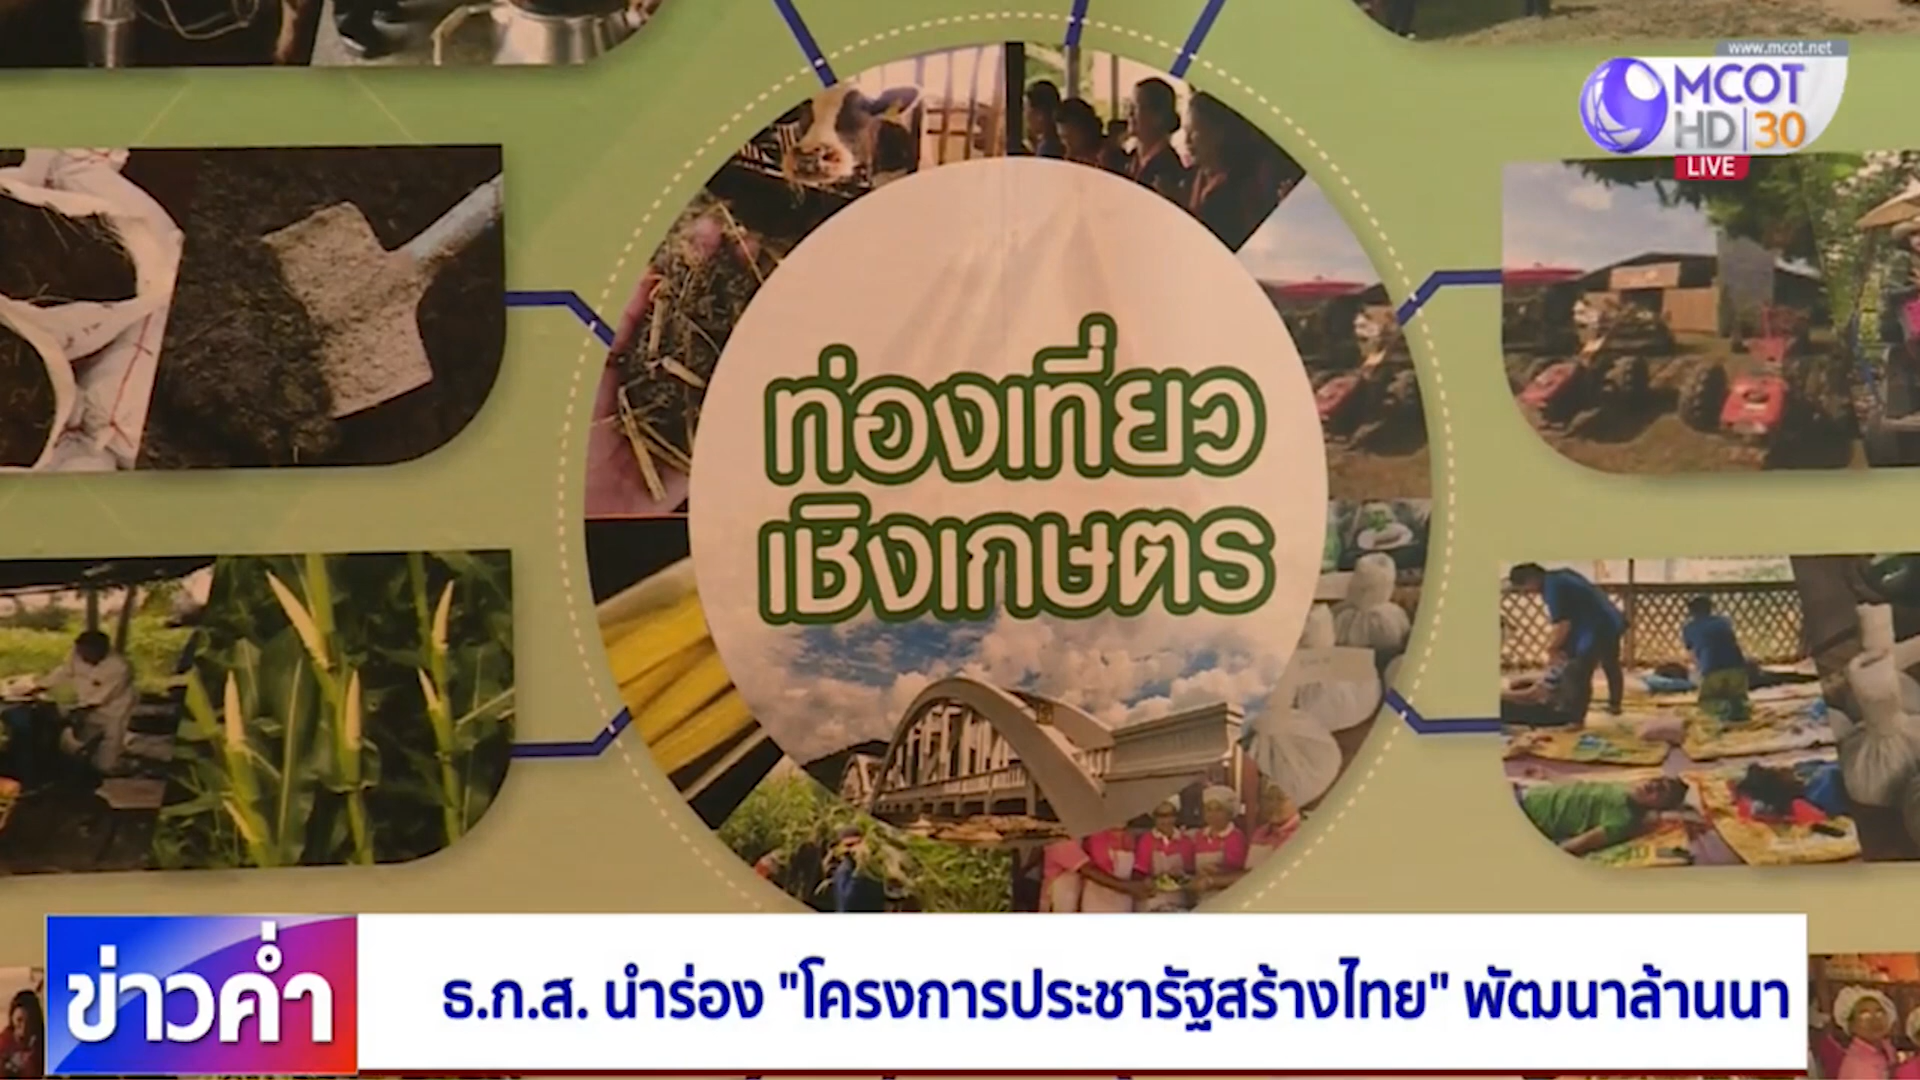 www.mcot.net
MCOT
HD 30
LIVE
ท่องเที่ยว
เชิงเกษตร
ข่าวค่ำ
ธ.ก.ส. นำร่อง "โครงการประชารัฐสร้างไทย" พัฒนาล้านนา